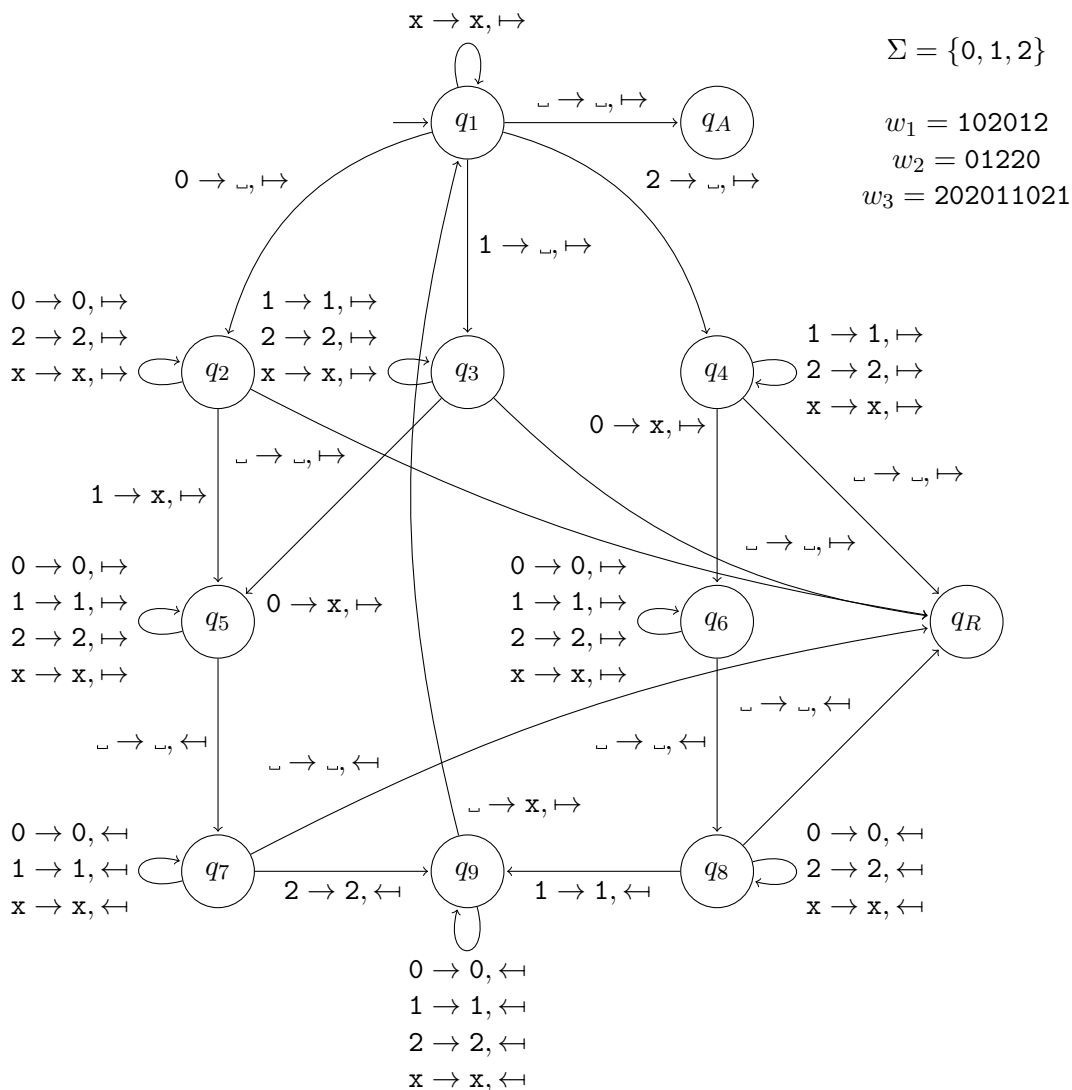 x → x, ↦
Σ = {0, 1, 2}
␣ → ␣, ↦
q₁
q_A
w₁ = 102012
w₂ = 01220
w₃ = 202011021
0 → ␣, ↦
2 → ␣, ↦
1 → ␣, ↦
0 → 0, ↦
2 → 2, ↦
x → x, ↦
q₂
1 → 1, ↦
2 → 2, ↦
x → x, ↦
q₃
q₄
1 → 1, ↦
2 → 2, ↦
x → x, ↦
0 → x, ↦
␣ → ␣, ↦
␣ → ␣, ↦
1 → x, ↦
␣ → ␣, ↦
0 → 0, ↦
1 → 1, ↦
2 → 2, ↦
x → x, ↦
q₅
0 → x, ↦
0 → 0, ↦
1 → 1, ↦
2 → 2, ↦
x → x, ↦
q₆
q_R
␣ → ␣, ↤
␣ → ␣, ↤
␣ → ␣, ↤
␣ → ␣, ↤
␣ → x, ↦
0 → 0, ↤
1 → 1, ↤
x → x, ↤
q₇
2 → 2, ↤
q₉
1 → 1, ↤
q₈
0 → 0, ↤
2 → 2, ↤
x → x, ↤
0 → 0, ↤
1 → 1, ↤
2 → 2, ↤
x → x, ↤